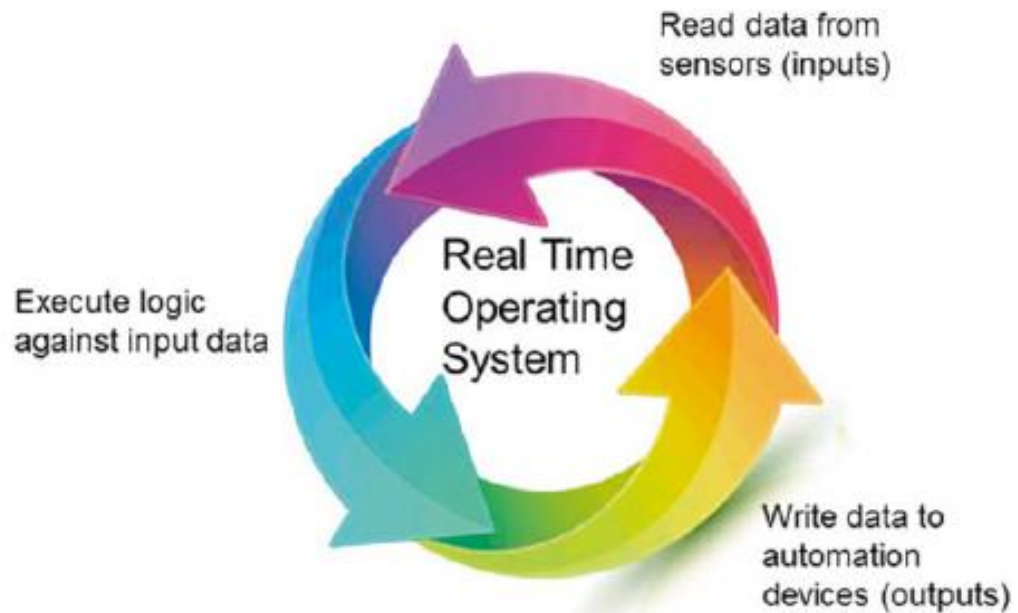 Read data from
sensors (inputs)
Real Time
Operating
System
Execute logic
against input data
Write data to
automation
devices (outputs)